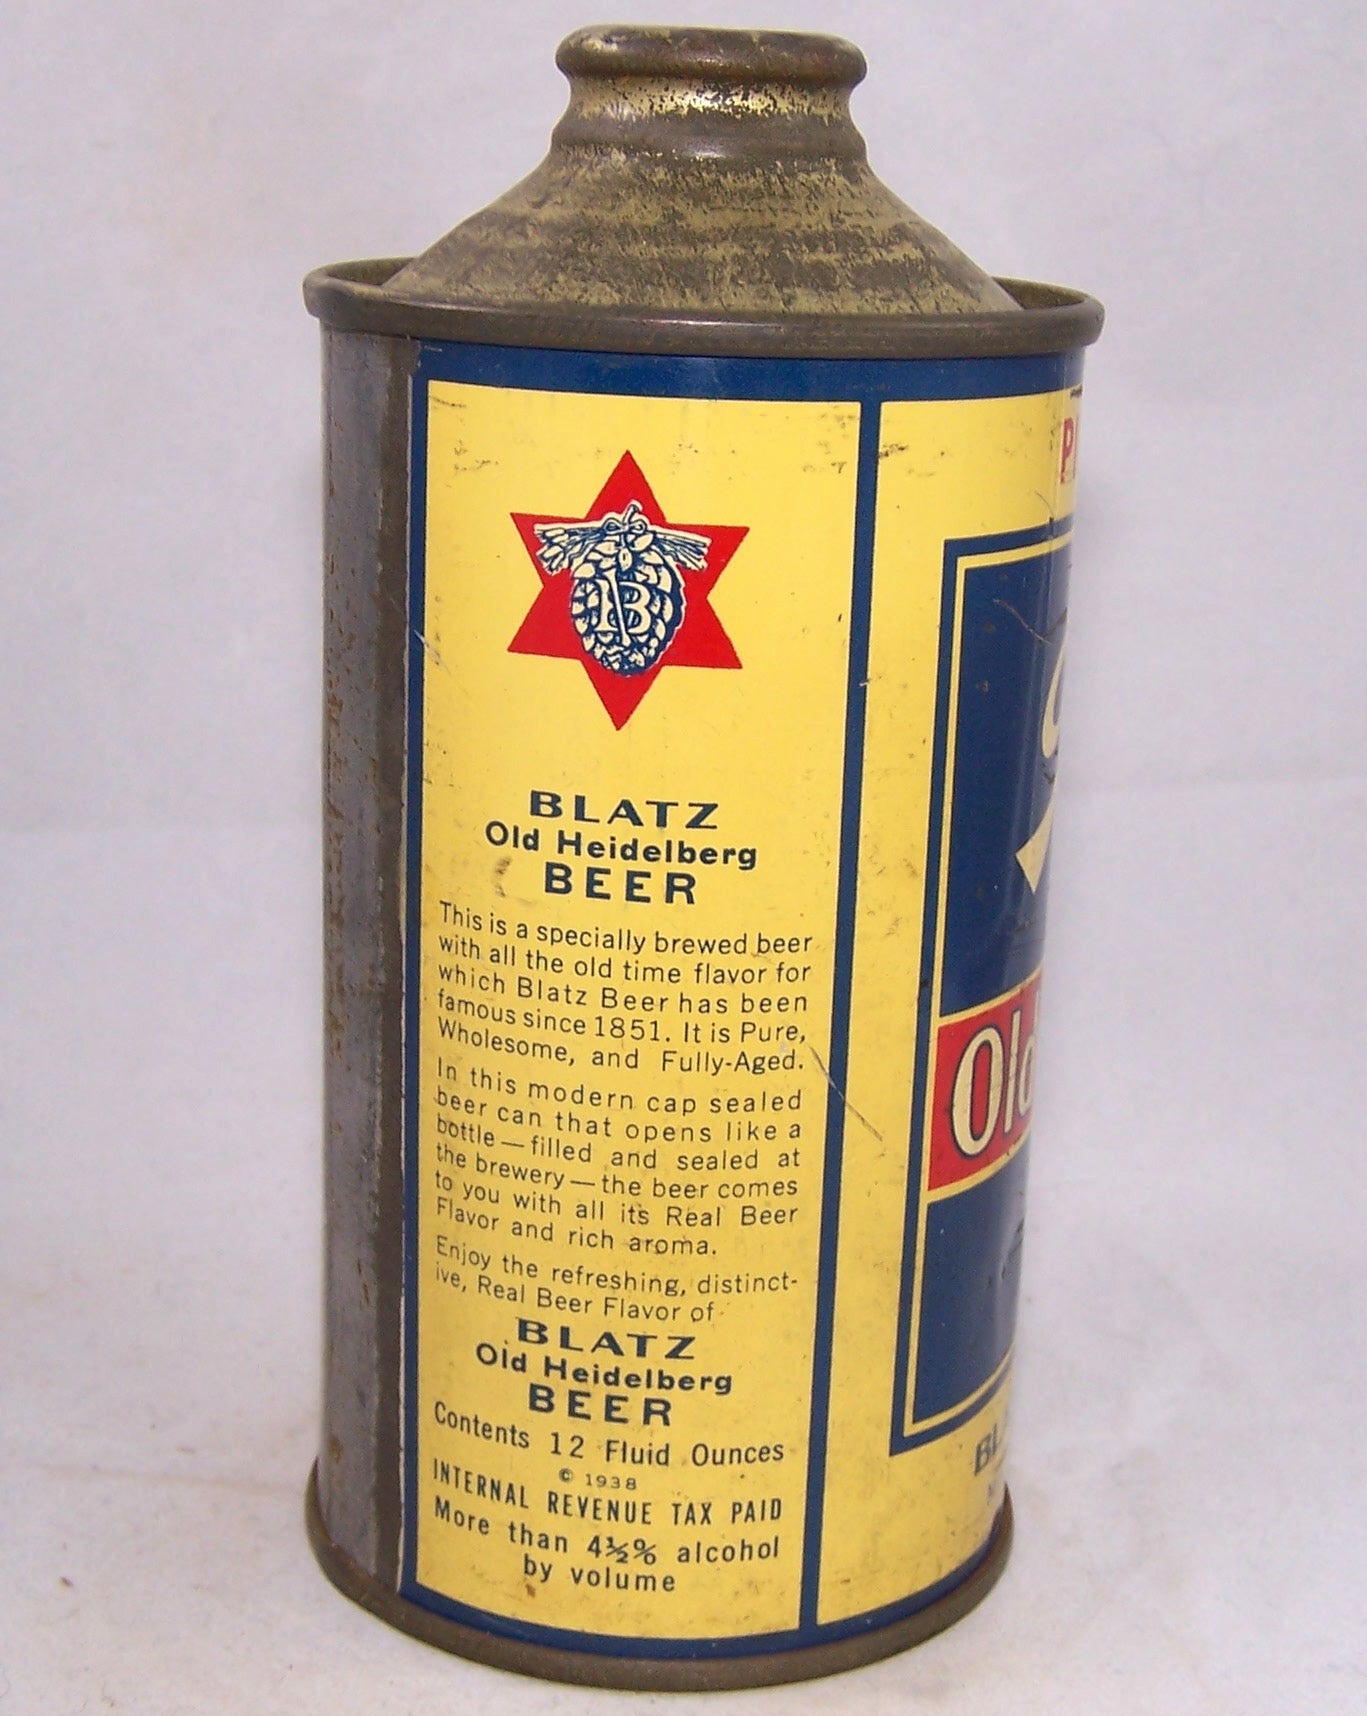 B
BLATZ
Old Heidelberg
BEER
This is a specially brewed beer
with all the old time flavor for
which Blatz Beer has been
famous since 1851. It is Pure,
Wholesome, and Fully-Aged.
In this modern cap sealed
beer can that opens like a
bottle — filled and sealed at
the brewery — the beer comes
to you with all its Real Beer
Flavor and rich aroma.
Enjoy the refreshing, distinct-
ive, Real Beer Flavor of
BLATZ
Old Heidelberg
BEER
Contents 12 Fluid Ounces
© 1938
INTERNAL REVENUE TAX PAID
More than 4½% alcohol
by volume
Old